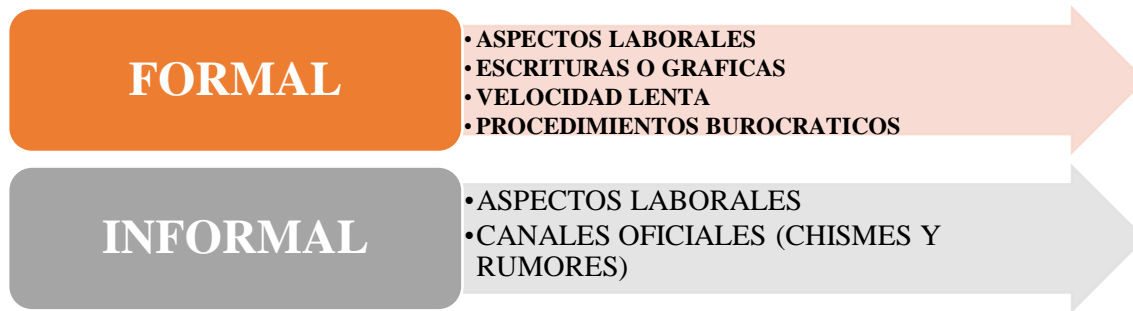 FORMAL
• ASPECTOS LABORALES
• ESCRITURAS O GRAFICAS
• VELOCIDAD LENTA
• PROCEDIMIENTOS BUROCRATICOS
INFORMAL
•ASPECTOS LABORALES
•CANALES OFICIALES (CHISMES Y
RUMORES)